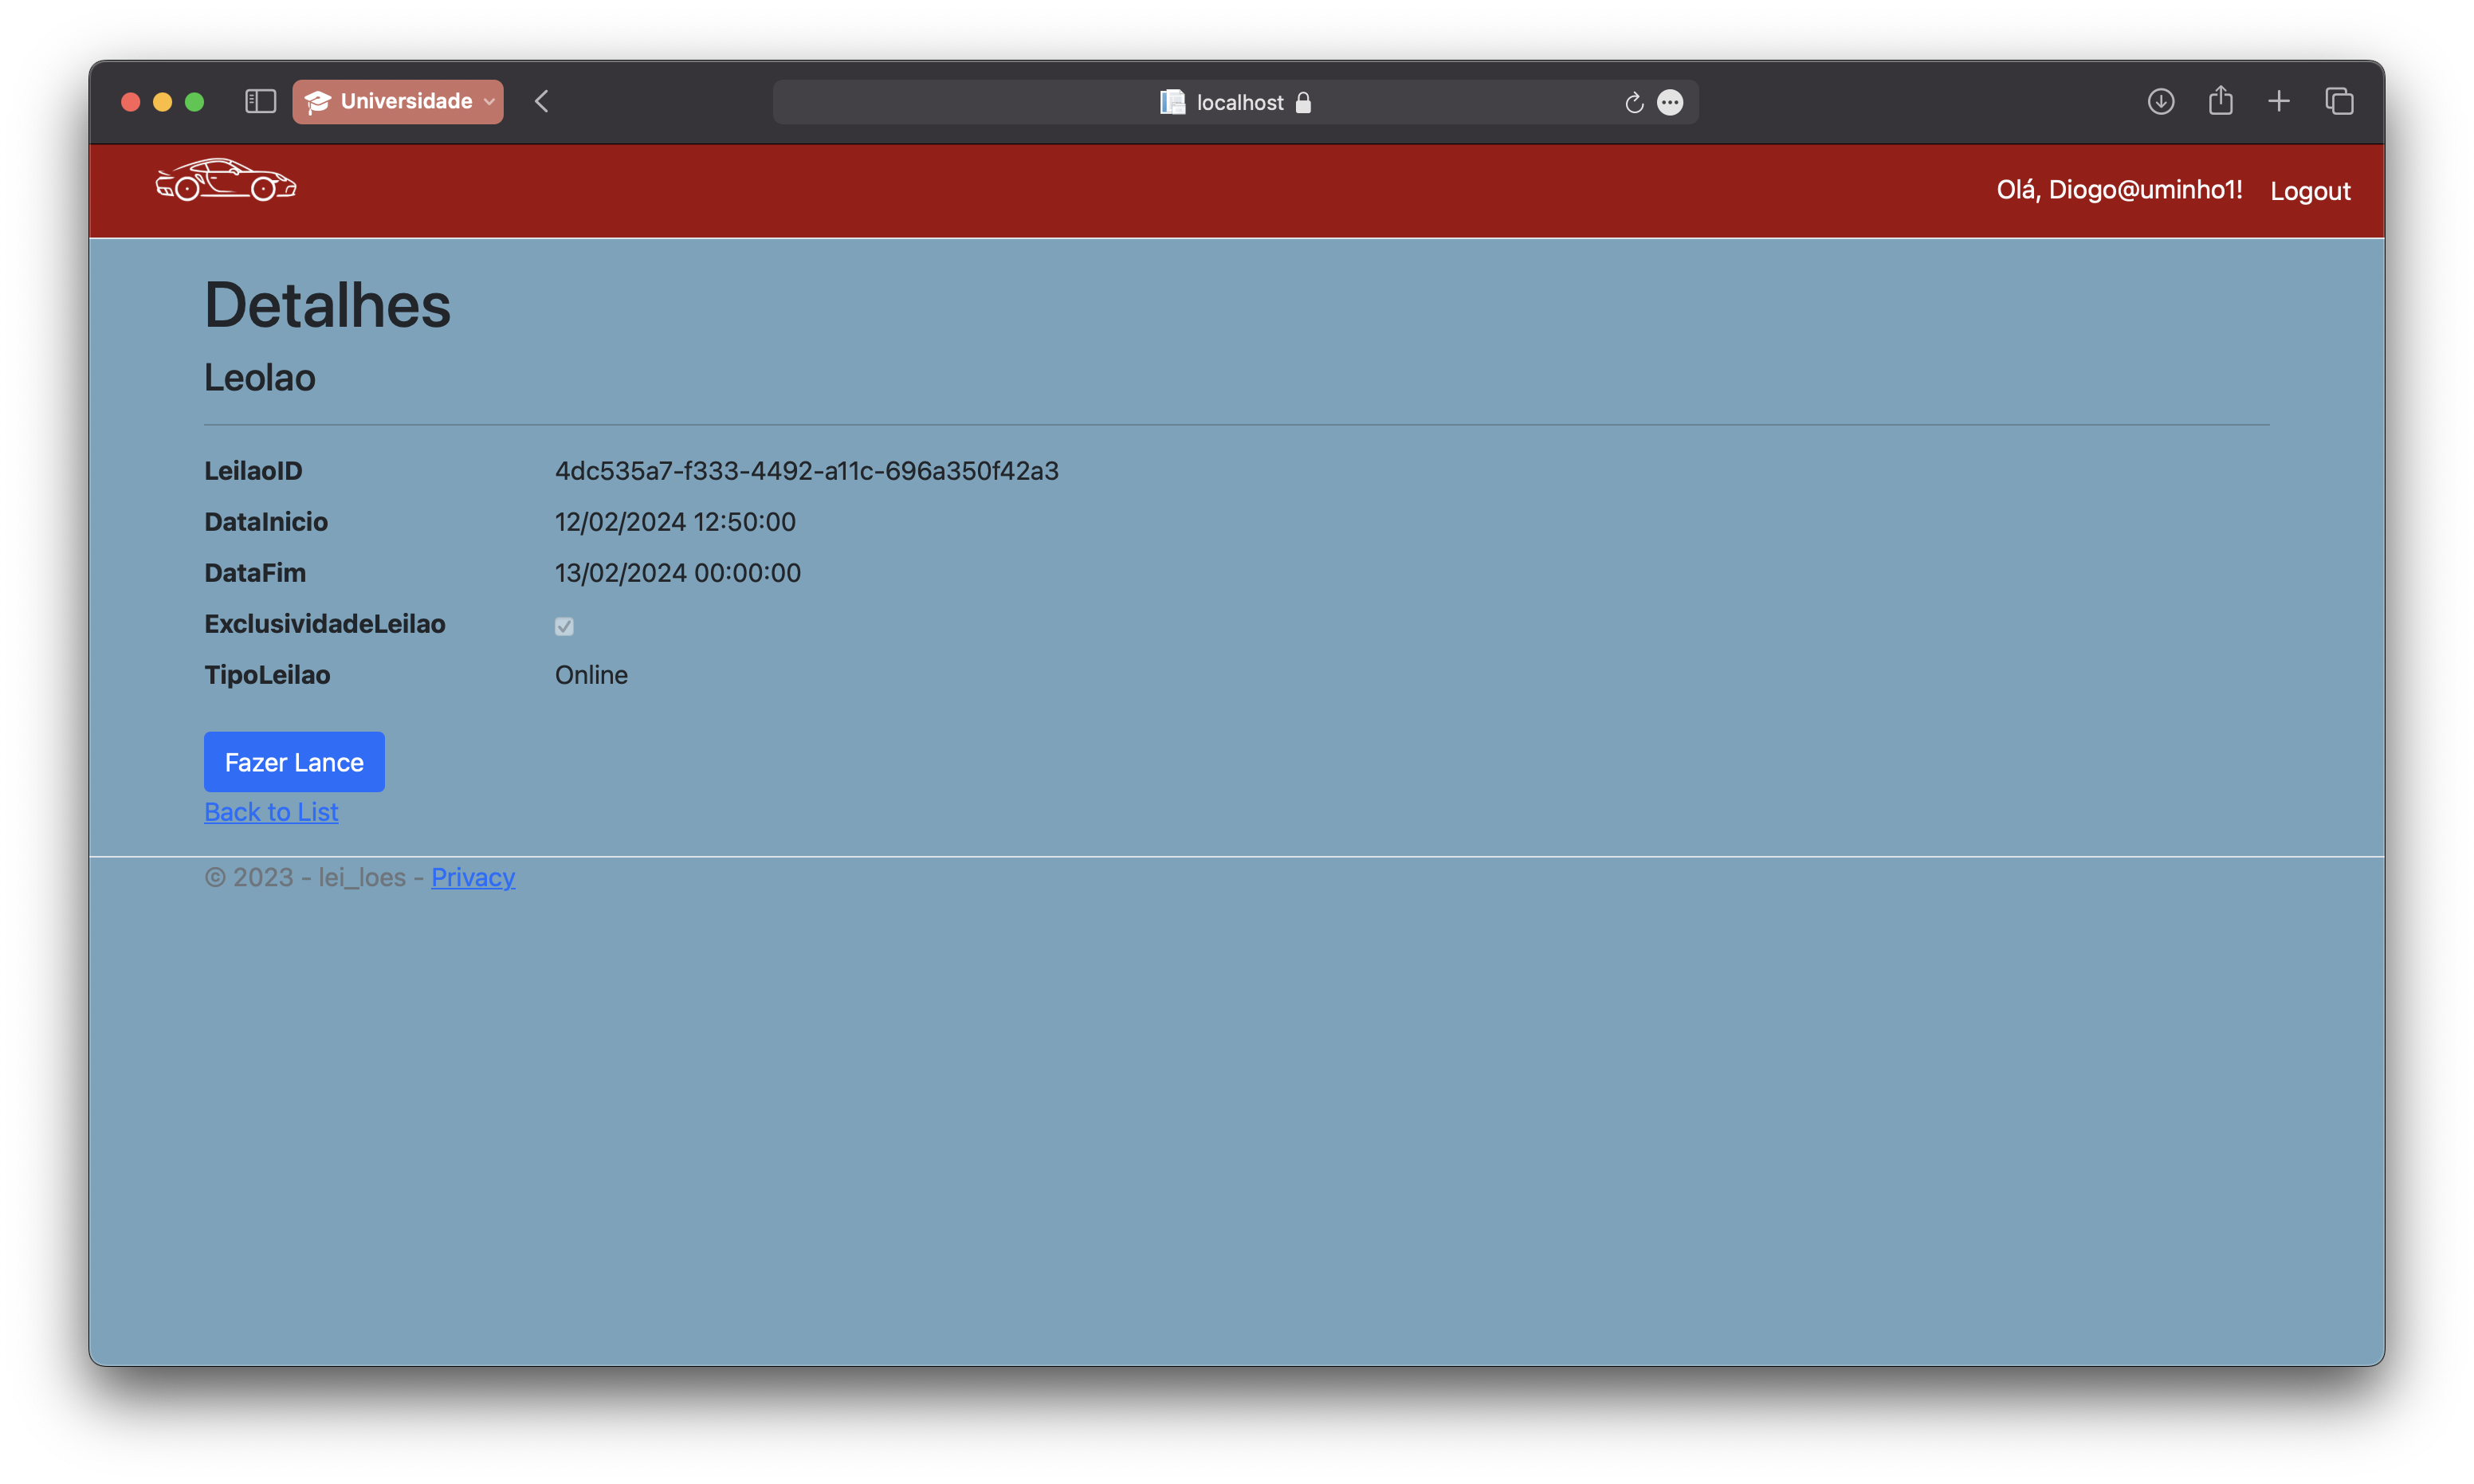 Universidade
localhost
Olá, Diogo@uminho1! Logout
Detalhes
Leolao
LeilaoID 4dc535a7-f333-4492-a11c-696a350f42a3
DataInicio 12/02/2024 12:50:00
DataFim 13/02/2024 00:00:00
ExclusividadeLeilao
TipoLeilao Online
Fazer Lance
Back to List
© 2023 - lei_loes - Privacy